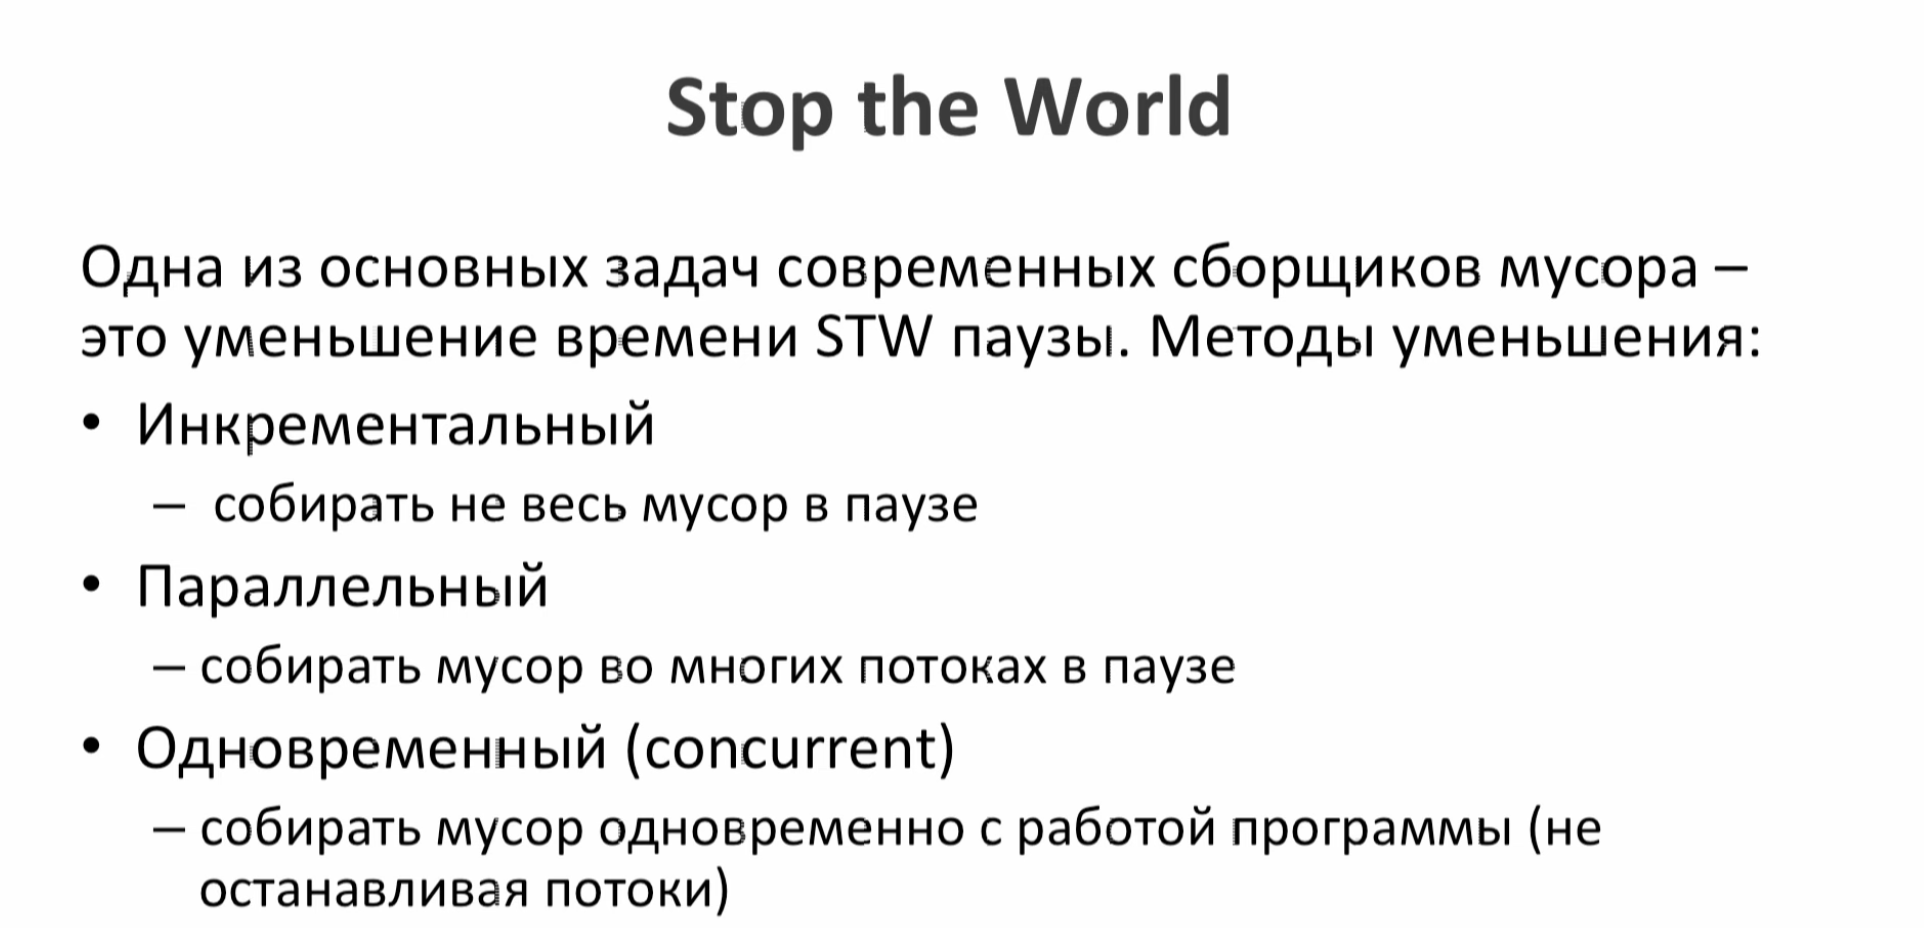 Stop the World
Одна из основных задач современных сборщиков мусора –
это уменьшение времени STW паузы. Методы уменьшения:
• Инкрементальный
– собирать не весь мусор в паузе
• Параллельный
– собирать мусор во многих потоках в паузе
• Одновременный (concurrent)
– собирать мусор одновременно с работой программы (не
останавливая потоки)